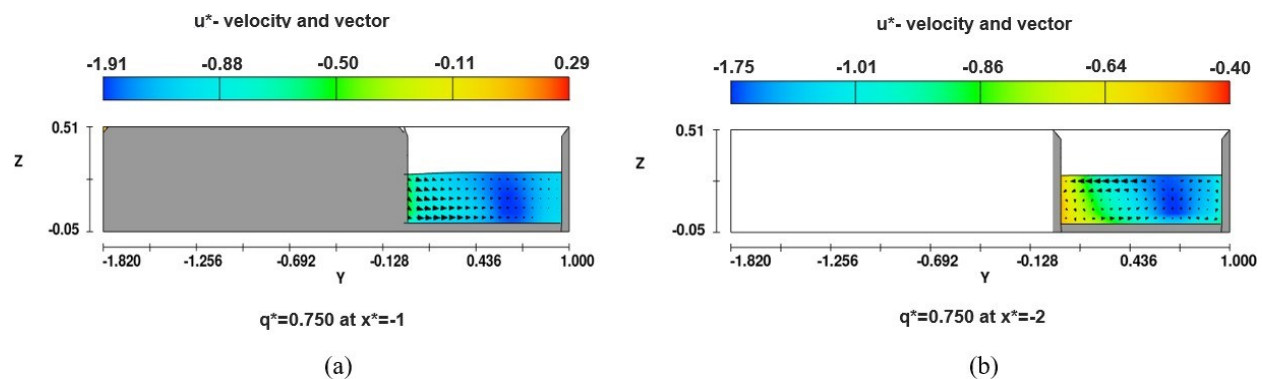 u*- velocity and vector
-1.91 -0.88 -0.50 -0.11 0.29
0.51
Z
-0.05
-1.820 -1.256 -0.692 -0.128 0.436 1.000
Y
q*=0.750 at x*=-1
(a)
u*- velocity and vector
-1.75 -1.01 -0.86 -0.64 -0.40
0.51
Z
-0.05
-1.820 -1.256 -0.692 -0.128 0.436 1.000
Y
q*=0.750 at x*=-2
(b)